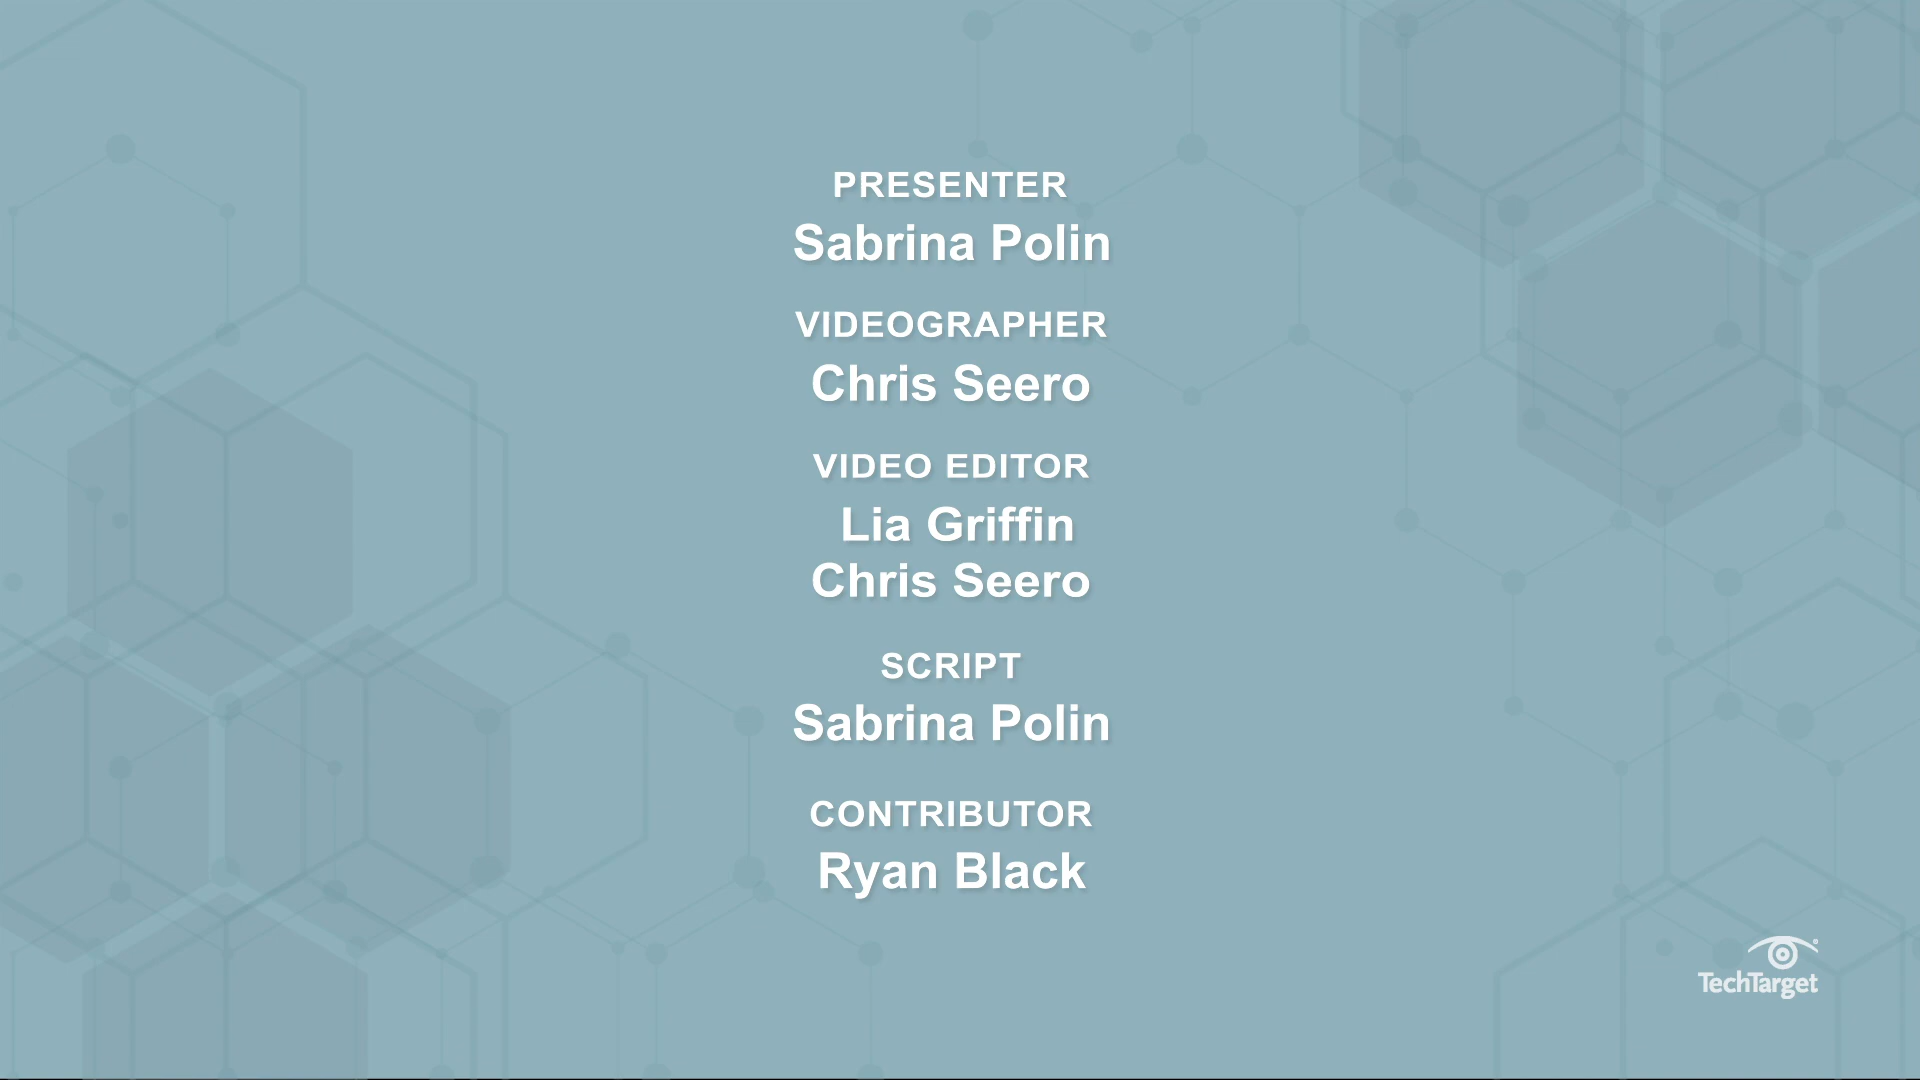 PRESENTER
Sabrina Polin
VIDEOGRAPHER
Chris Seero
VIDEO EDITOR
Lia Griffin
Chris Seero
SCRIPT
Sabrina Polin
CONTRIBUTOR
Ryan Black
TechTarget